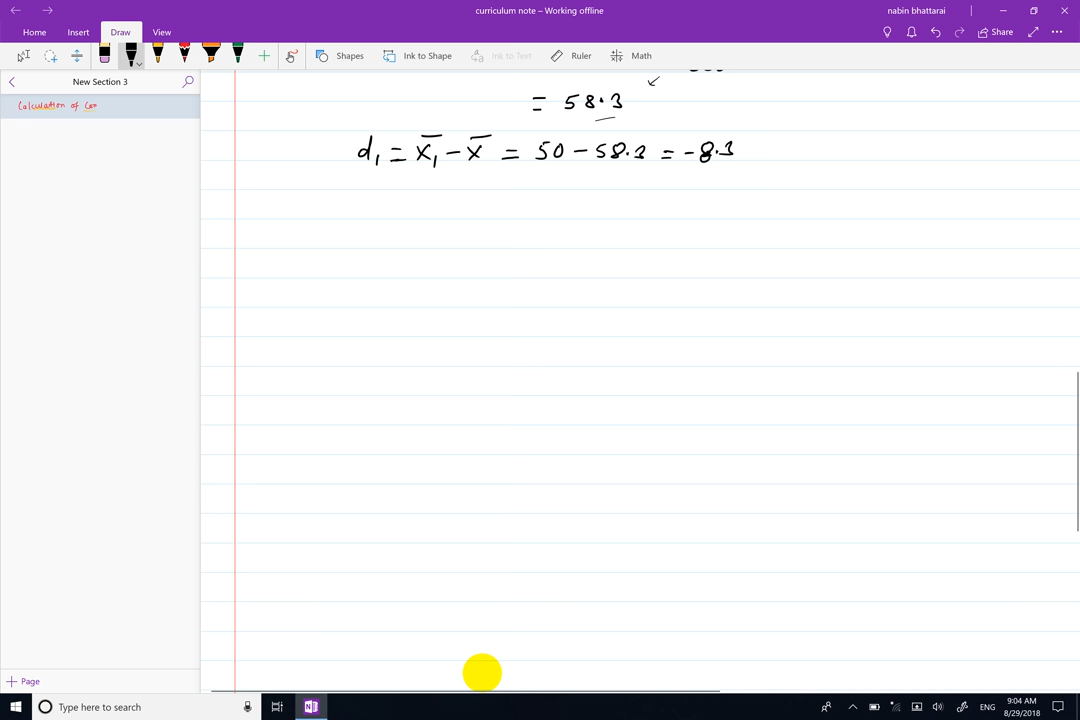 curriculum note – Working offline
nabin bhattarai
Home Insert Draw View
Share
Shapes Ink to Shape Ink to Text Ruler Math
New Section 3
Calculation of
= 58.3
d₁ = x̄₁ − x̄ = 50 − 58.3 = −8.3
Page
Type here to search
ENG
9:04 AM
8/29/2018